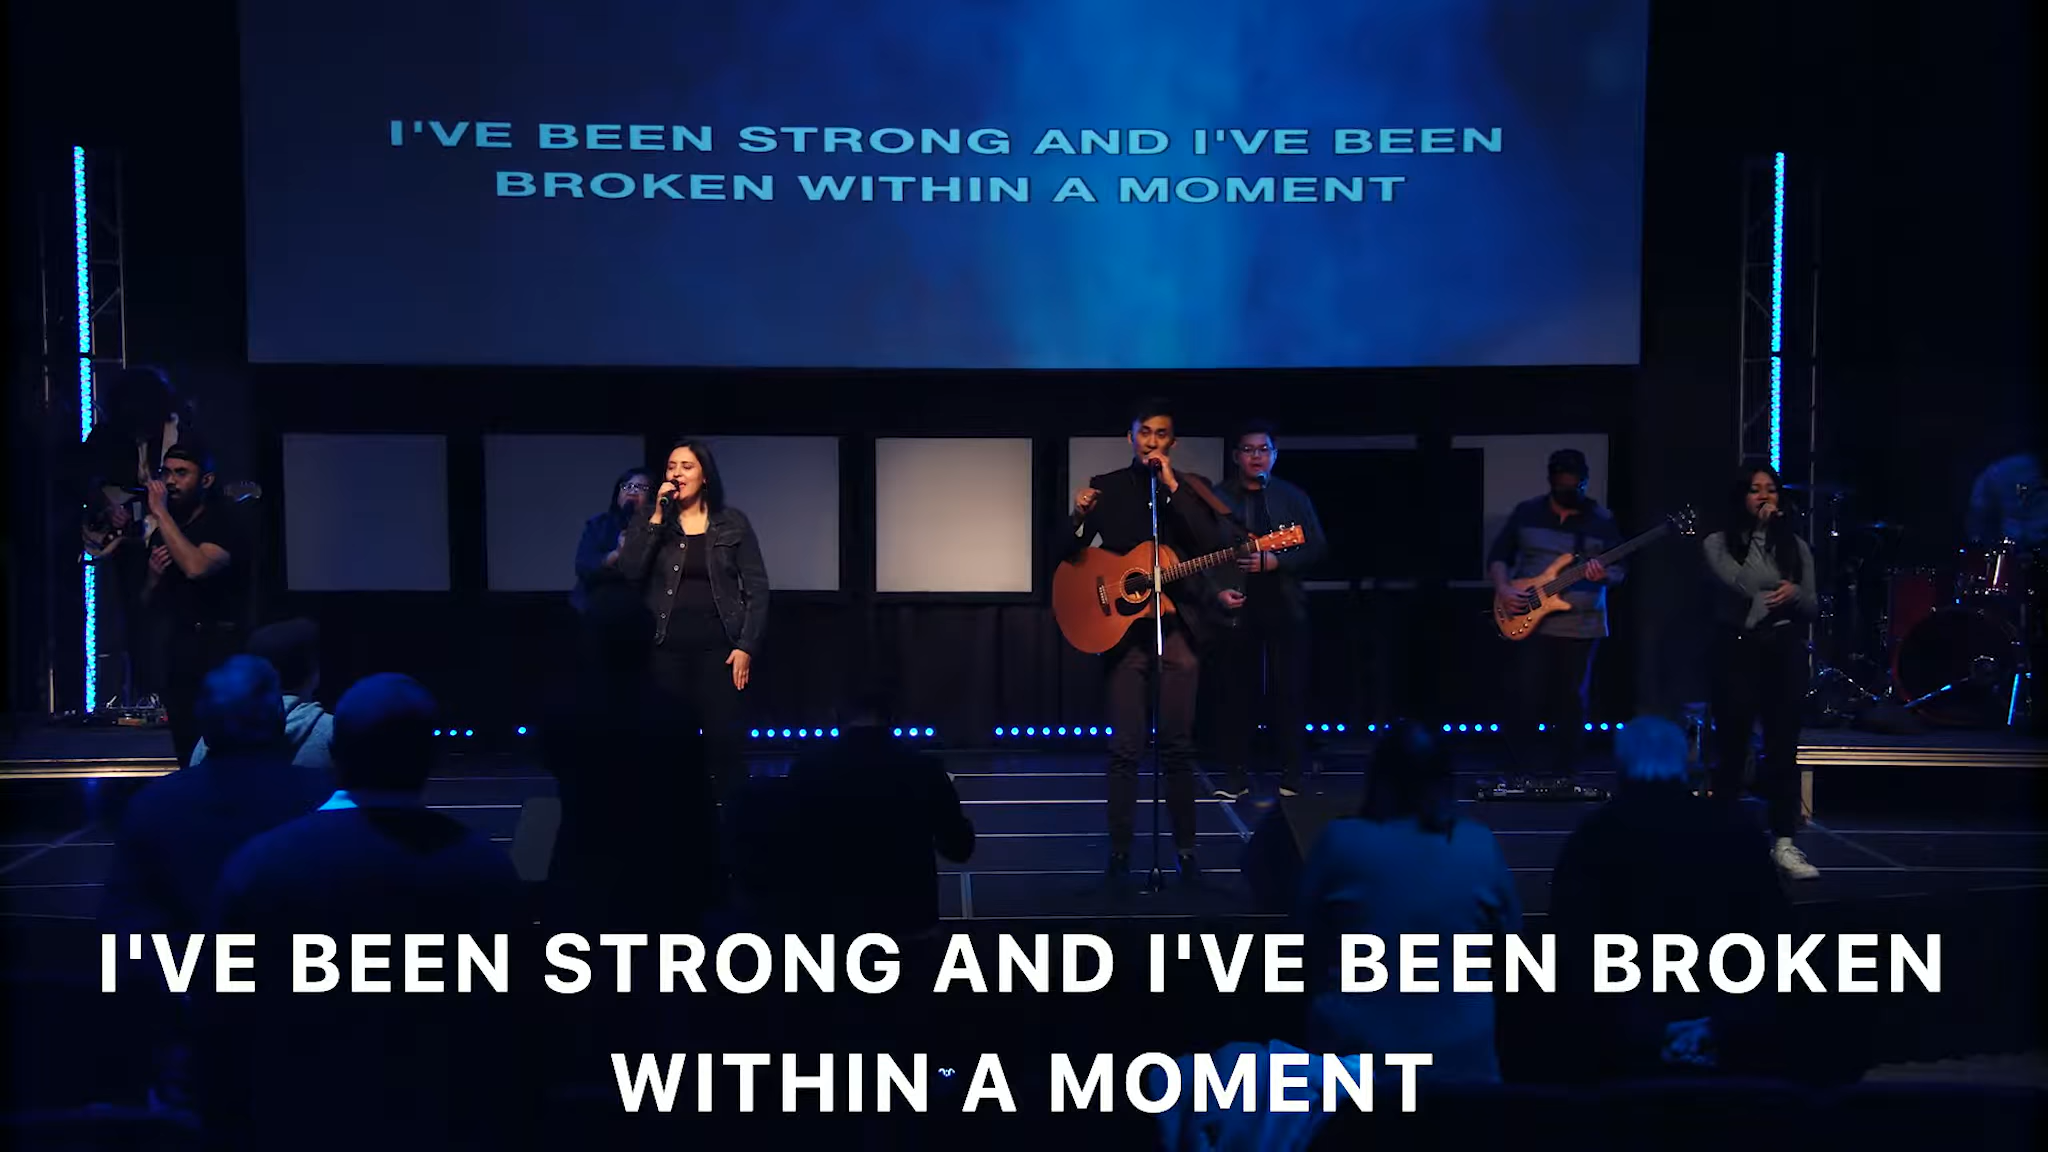 I'VE BEEN STRONG AND I'VE BEEN
BROKEN WITHIN A MOMENT
I'VE BEEN STRONG AND I'VE BEEN BROKEN
WITHIN A MOMENT